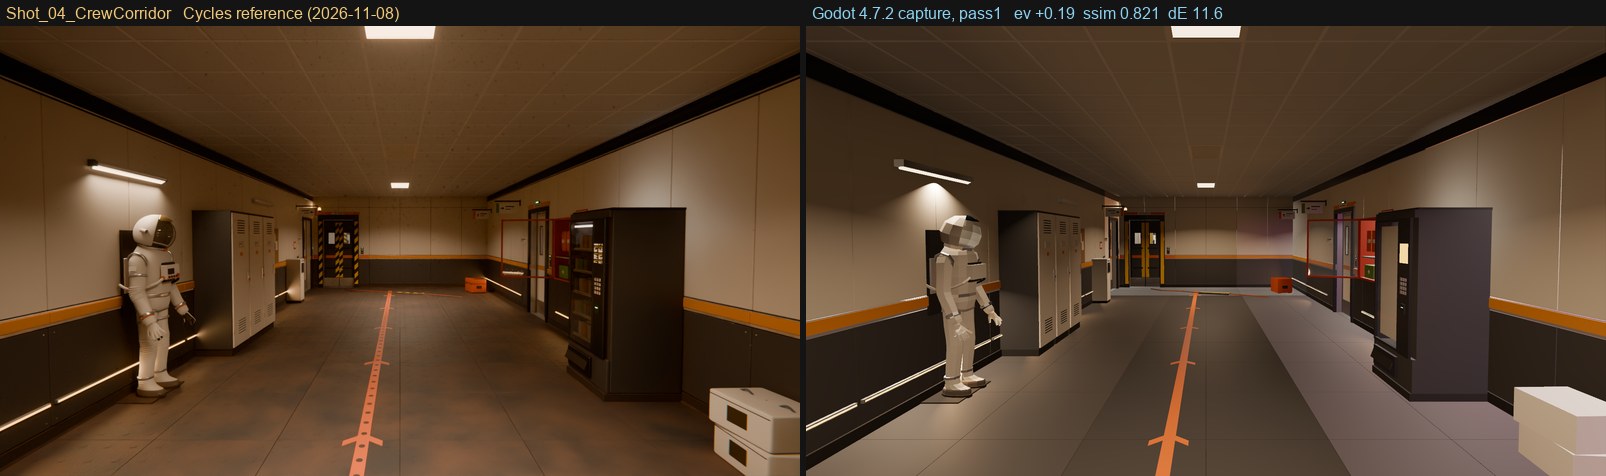 Shot_04_CrewCorridor   Cycles reference (2026-11-08)
Godot 4.7.2 capture, pass1   ev +0.19  ssim 0.821  dE 11.6